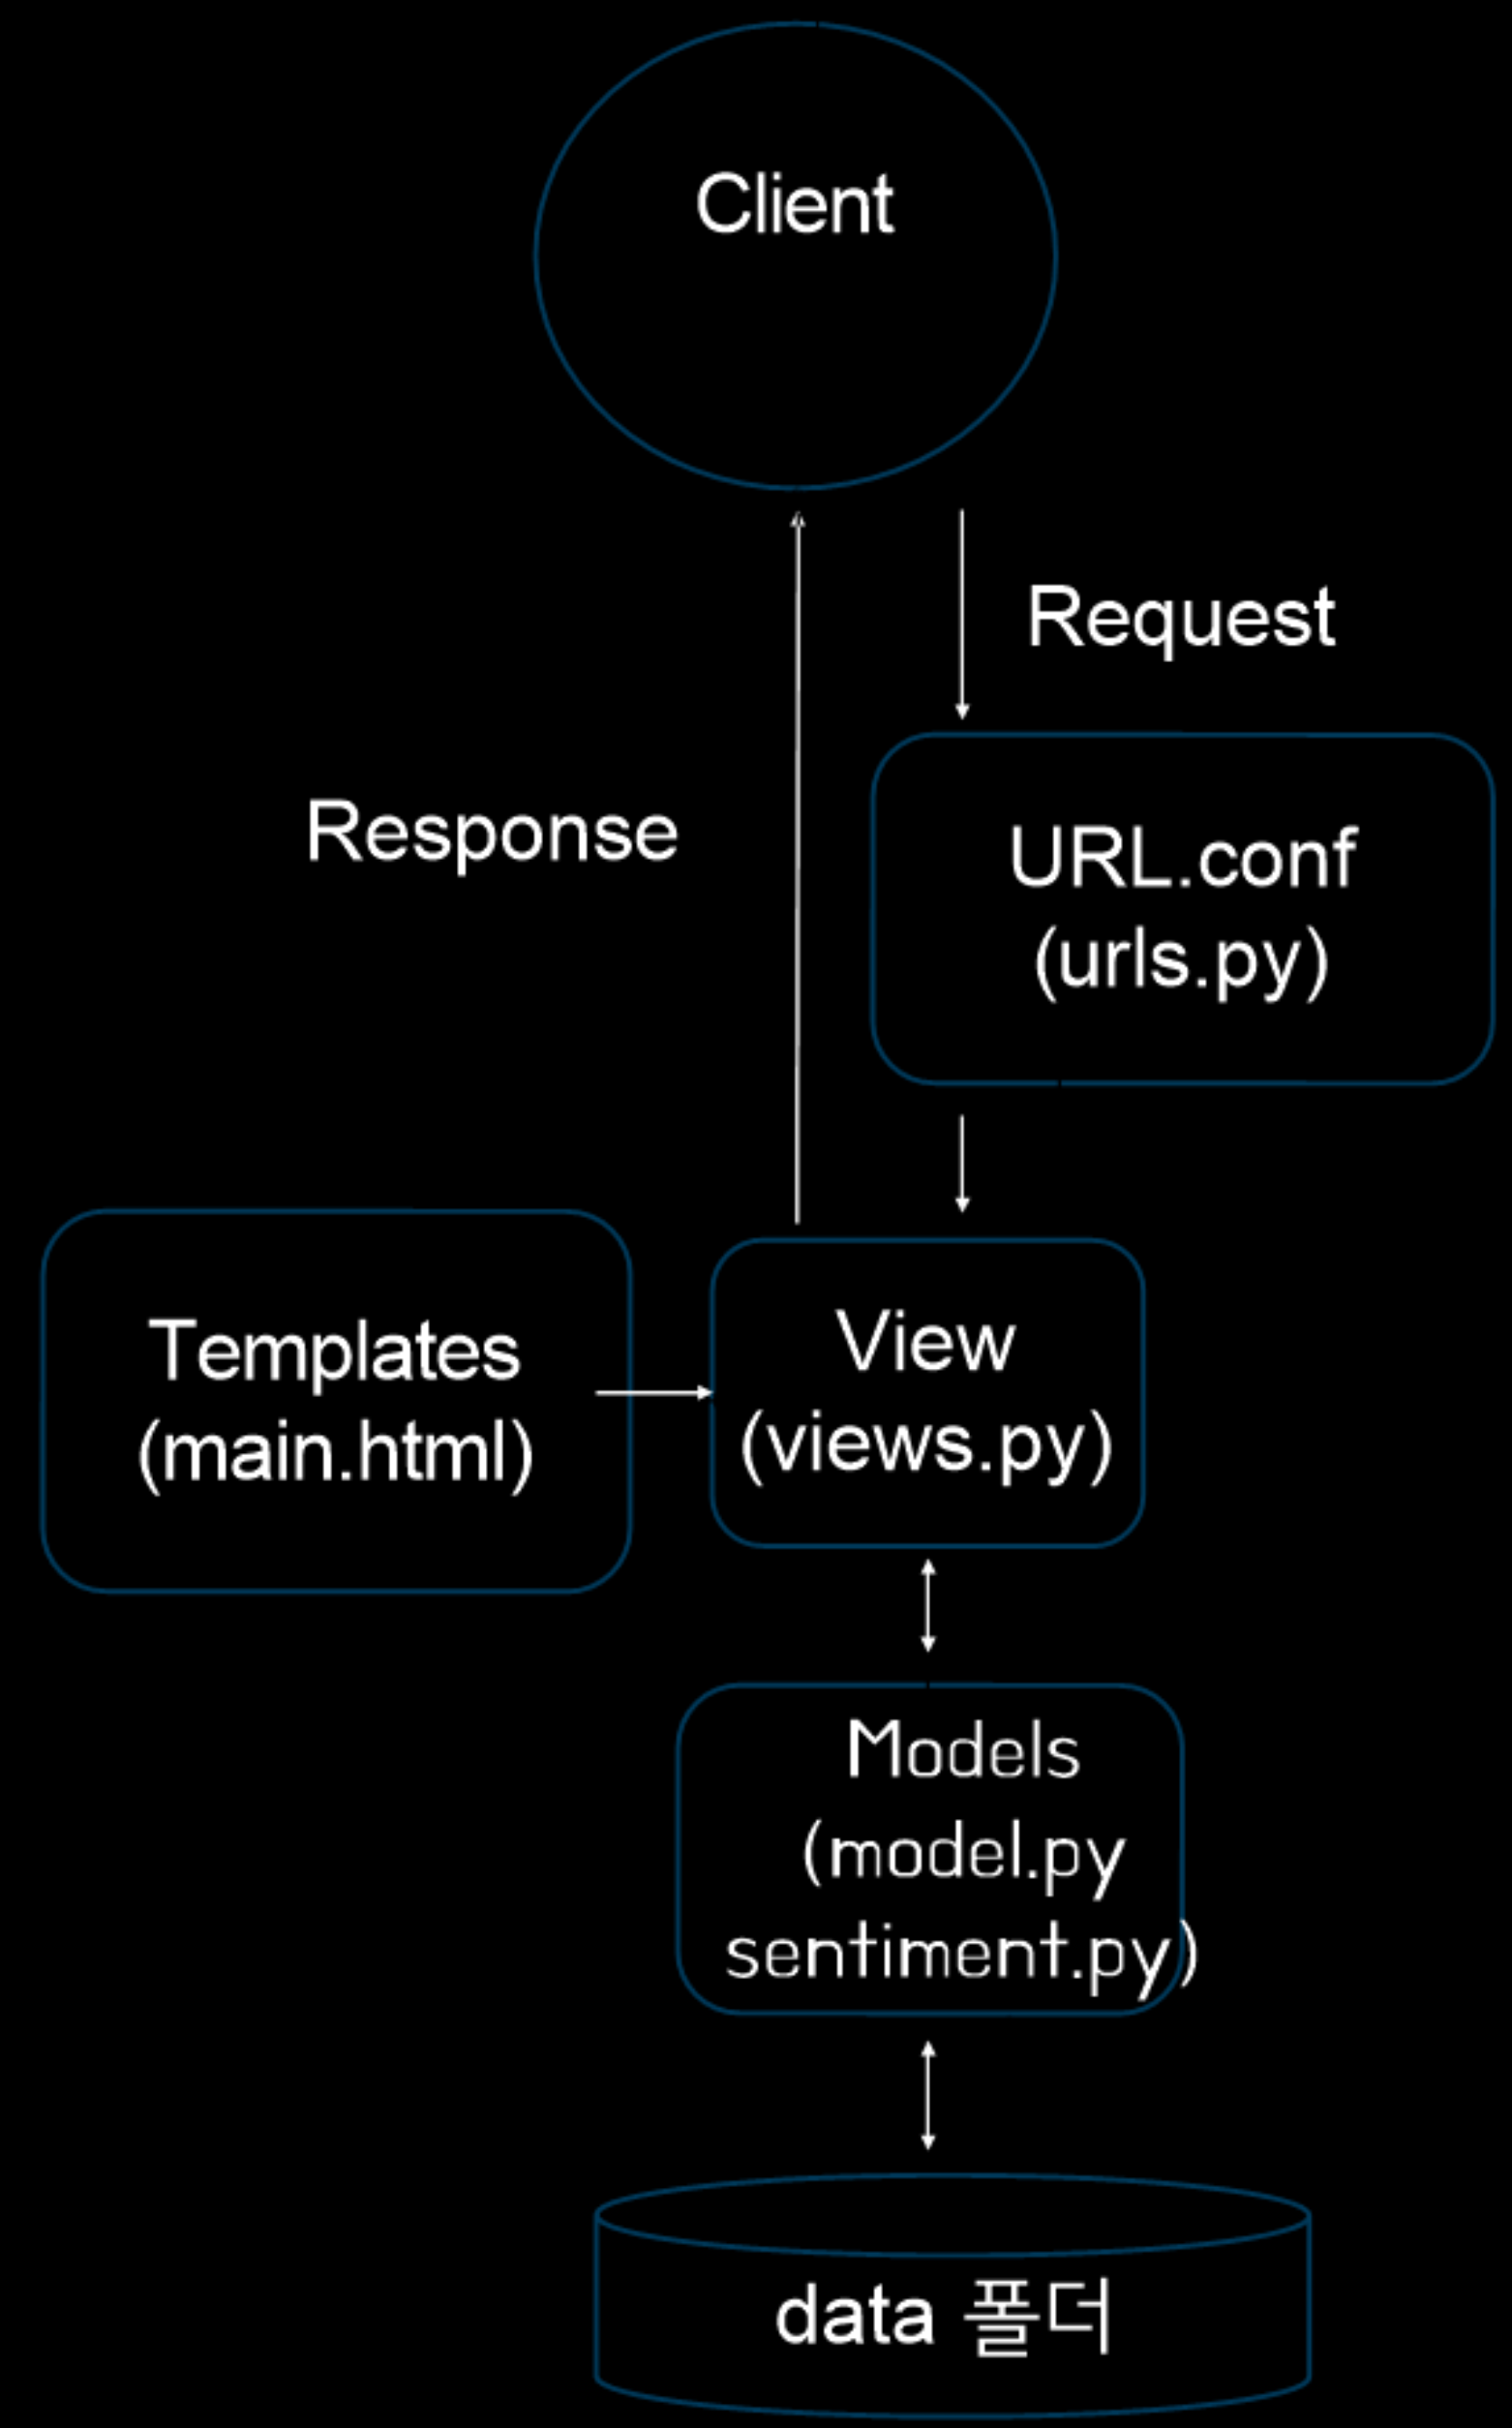 Client
Request
Response
URL.conf
(urls.py)
Templates
(main.html)
View
(views.py)
Models
(model.py
sentiment.py)
data 폴더